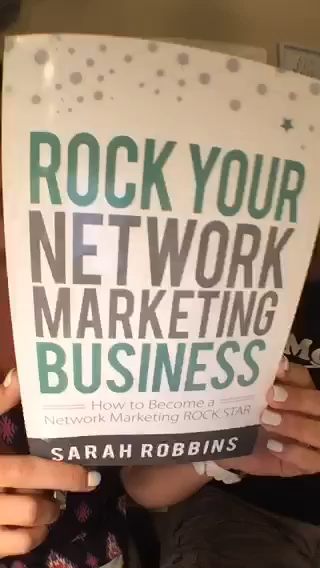 ROCK YOUR
NETWORK
MARKETING
BUSINESS
How to Become a
Network Marketing ROCK STAR
SARAH ROBBINS